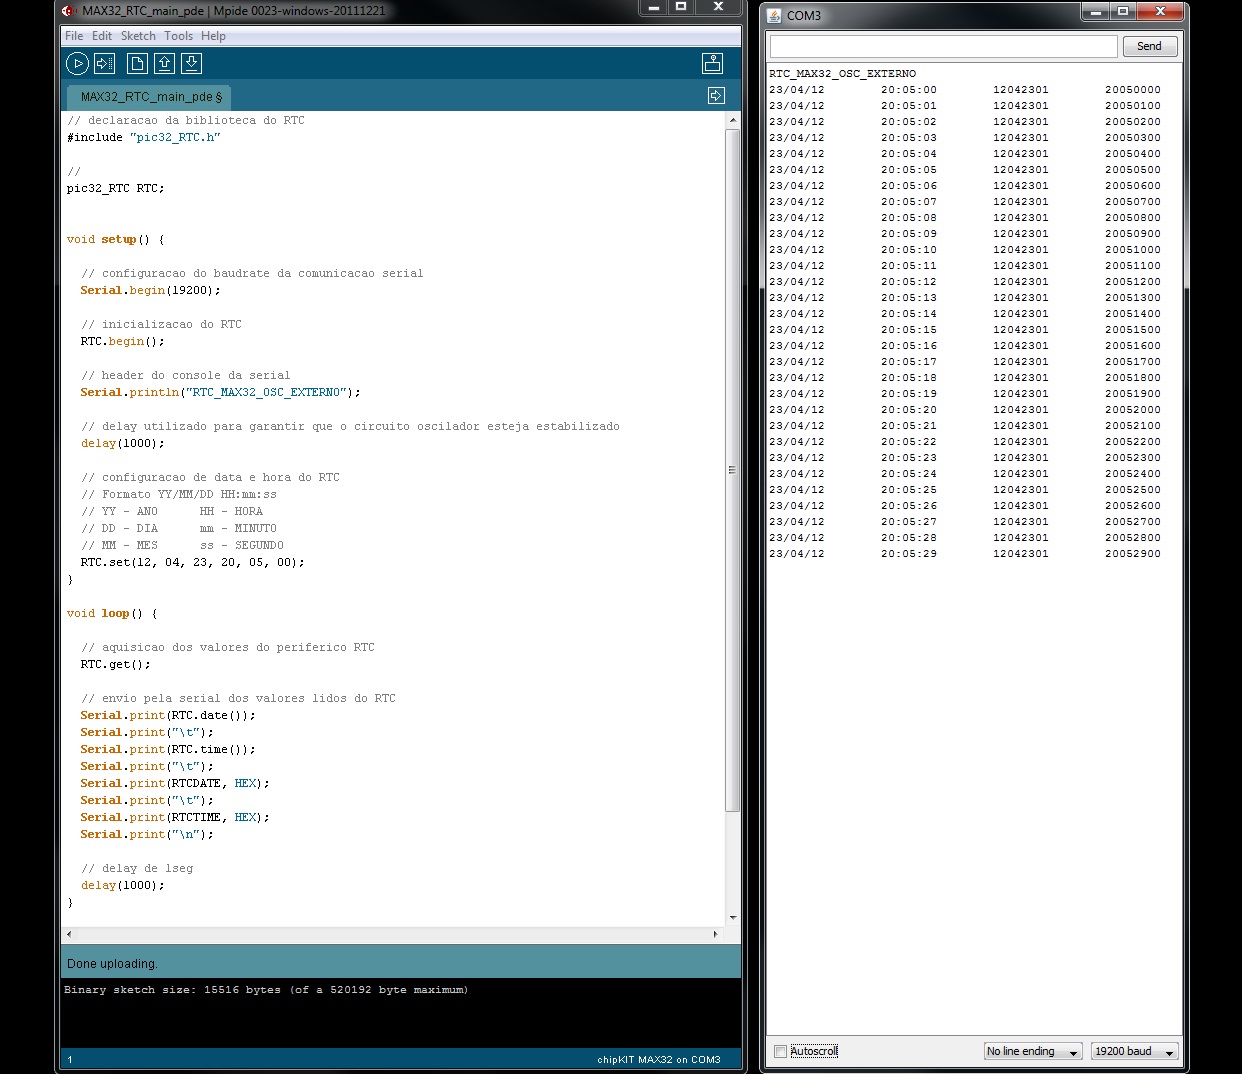 MAX32_RTC_main_pde | Mpide 0023-windows-20111221
File Edit Sketch Tools Help
MAX32_RTC_main_pde §
// declaracao da biblioteca do RTC
#include "pic32_RTC.h"
//
pic32_RTC RTC;
void setup() {
// configuracao do baudrate da comunicacao serial
Serial.begin(19200);
// inicializacao do RTC
RTC.begin();
// header do console da serial
Serial.println("RTC_MAX32_OSC_EXTERNO");
// delay utilizado para garantir que o circuito oscilador esteja estabilizado
delay(1000);
// configuracao de data e hora do RTC
// Formato YY/MM/DD HH:mm:ss
// YY - ANO HH - HORA
// DD - DIA mm - MINUTO
// MM - MES ss - SEGUNDO
RTC.set(12, 04, 23, 20, 05, 00);
}
void loop() {
// aquisicao dos valores do periferico RTC
RTC.get();
// envio pela serial dos valores lidos do RTC
Serial.print(RTC.date());
Serial.print("\t");
Serial.print(RTC.time());
Serial.print("\t");
Serial.print(RTCDATE, HEX);
Serial.print("\t");
Serial.print(RTCTIME, HEX);
Serial.print("\n");
// delay de 1seg
delay(1000);
}
Done uploading.
Binary sketch size: 15516 bytes (of a 520192 byte maximum)
1 chipKIT MAX32 on COM3
COM3
Send
RTC_MAX32_OSC_EXTERNO
23/04/12 20:05:00 12042301 20050000
23/04/12 20:05:01 12042301 20050100
23/04/12 20:05:02 12042301 20050200
23/04/12 20:05:03 12042301 20050300
23/04/12 20:05:04 12042301 20050400
23/04/12 20:05:05 12042301 20050500
23/04/12 20:05:06 12042301 20050600
23/04/12 20:05:07 12042301 20050700
23/04/12 20:05:08 12042301 20050800
23/04/12 20:05:09 12042301 20050900
23/04/12 20:05:10 12042301 20051000
23/04/12 20:05:11 12042301 20051100
23/04/12 20:05:12 12042301 20051200
23/04/12 20:05:13 12042301 20051300
23/04/12 20:05:14 12042301 20051400
23/04/12 20:05:15 12042301 20051500
23/04/12 20:05:16 12042301 20051600
23/04/12 20:05:17 12042301 20051700
23/04/12 20:05:18 12042301 20051800
23/04/12 20:05:19 12042301 20051900
23/04/12 20:05:20 12042301 20052000
23/04/12 20:05:21 12042301 20052100
23/04/12 20:05:22 12042301 20052200
23/04/12 20:05:23 12042301 20052300
23/04/12 20:05:24 12042301 20052400
23/04/12 20:05:25 12042301 20052500
23/04/12 20:05:26 12042301 20052600
23/04/12 20:05:27 12042301 20052700
23/04/12 20:05:28 12042301 20052800
23/04/12 20:05:29 12042301 20052900
Autoscroll No line ending 19200 baud